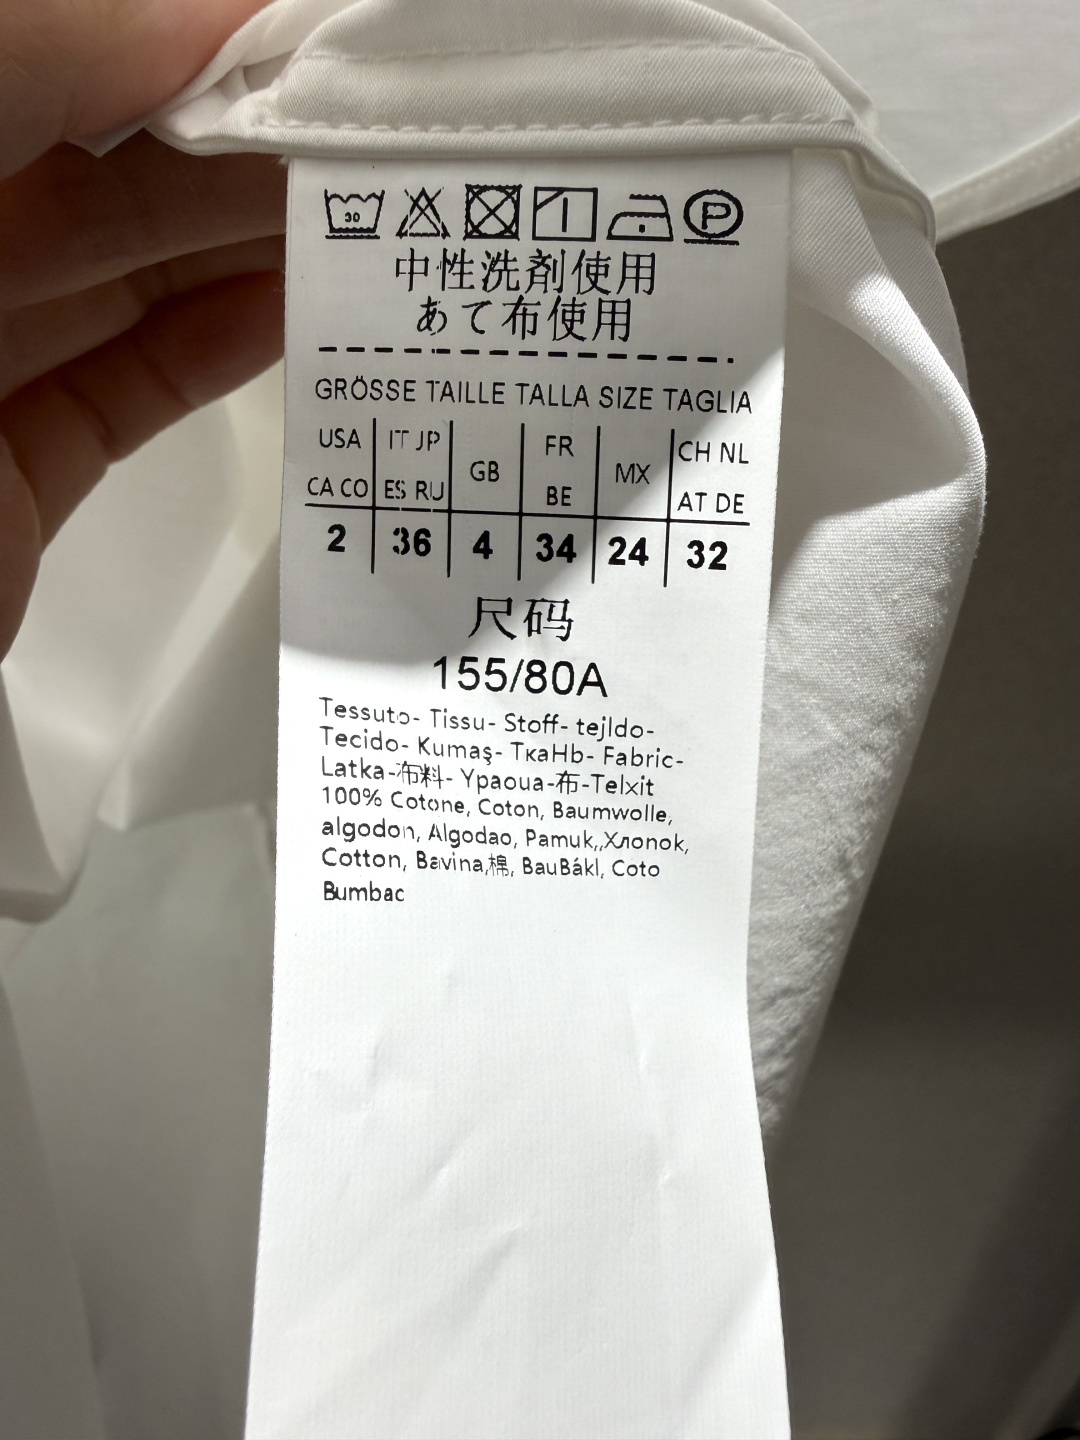 30 P
中性洗剤使用
あて布使用
GRÖSSE TAILLE TALLA SIZE TAGLIA
USA IT JP GB FR MX CH NL
CA CO ES RU BE AT DE
2 36 4 34 24 32
尺码
155/80A
Tessuto- Tissu- Stoff- tejldo-
Tecido- Kumaş- TкaHb- Fabric-
Latka-布料- Ypaoua-布-Telxit
100% Cotone, Coton, Baumwolle,
algodon, Algodao, Pamuk,,Хлопок,
Cotton, Bavina,棉, BauBákl, Coto
Bumbac